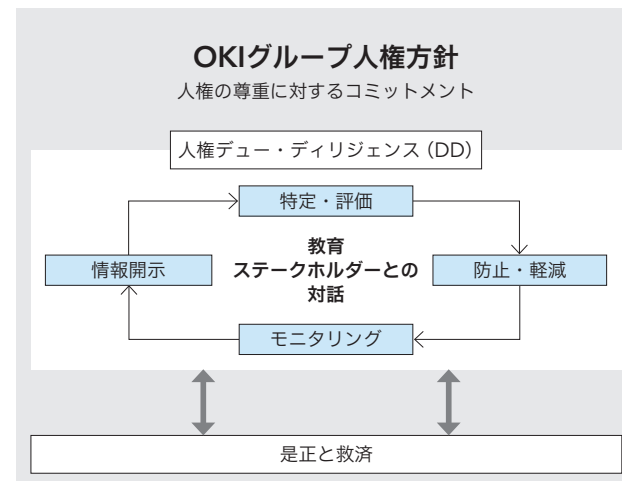 OKIグループ人権方針
人権の尊重に対するコミットメント
人権デュー・ディリジェンス（DD）
特定・評価
教育
ステークホルダーとの
対話
情報開示
防止・軽減
モニタリング
是正と救済